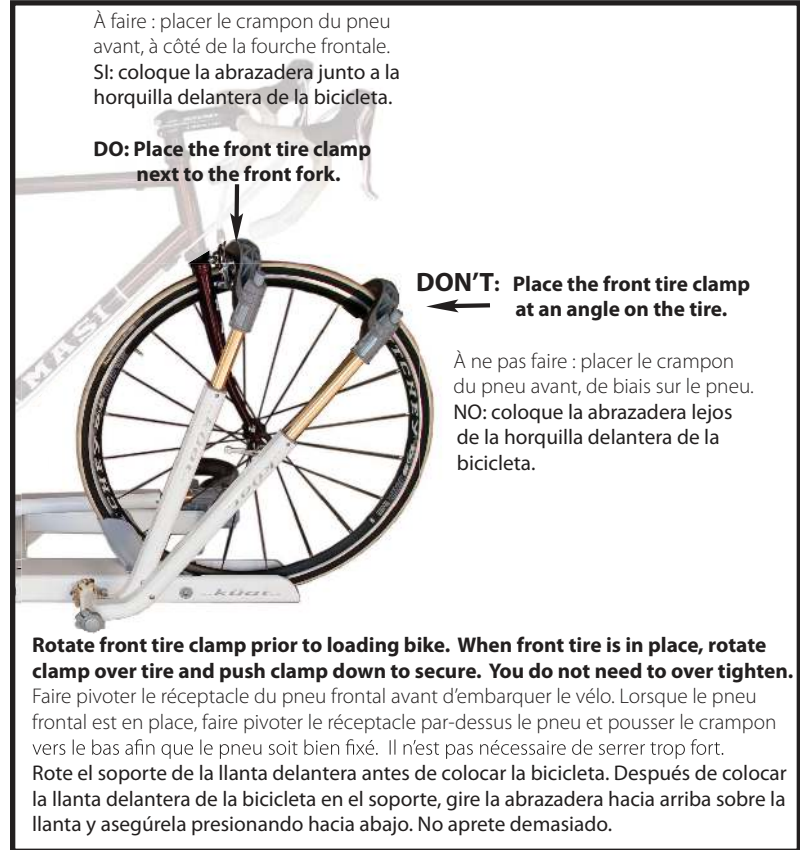 À faire : placer le crampon du pneu
avant, à côté de la fourche frontale.
SI: coloque la abrazadera junto a la
horquilla delantera de la bicicleta.
DO: Place the front tire clamp
next to the front fork.
DON'T: Place the front tire clamp
at an angle on the tire.
À ne pas faire : placer le crampon
du pneu avant, de biais sur le pneu.
NO: coloque la abrazadera lejos
de la horquilla delantera de la
bicicleta.
MASI
küat
küat
küat
Rotate front tire clamp prior to loading bike. When front tire is in place, rotate
clamp over tire and push clamp down to secure. You do not need to over tighten.
Faire pivoter le réceptacle du pneu frontal avant d'embarquer le vélo. Lorsque le pneu
frontal est en place, faire pivoter le réceptacle par-dessus le pneu et pousser le crampon
vers le bas afin que le pneu soit bien fixé. Il n'est pas nécessaire de serrer trop fort.
Rote el soporte de la llanta delantera antes de colocar la bicicleta. Después de colocar
la llanta delantera de la bicicleta en el soporte, gire la abrazadera hacia arriba sobre la
llanta y asegúrela presionando hacia abajo. No aprete demasiado.